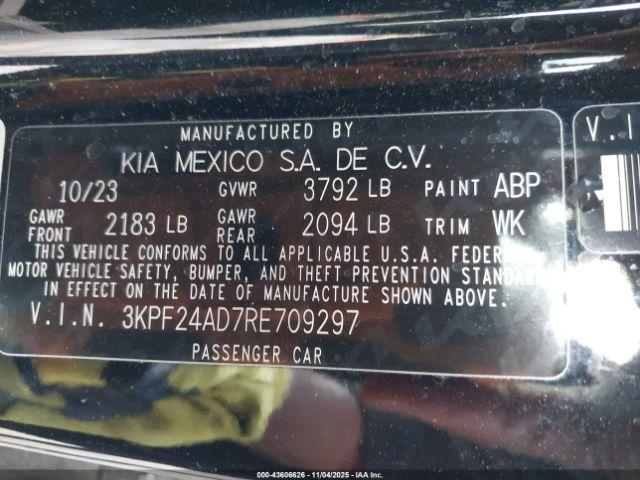 MANUFACTURED BY
KIA MEXICO S.A. DE C.V.
10/23 GVWR 3792 LB PAINT ABP
GAWR FRONT 2183 LB GAWR REAR 2094 LB TRIM WK
THIS VEHICLE CONFORMS TO ALL APPLICABLE U.S.A. FEDER
MOTOR VEHICLE SAFETY, BUMPER, AND THEFT PREVENTION STANDAR
IN EFFECT ON THE DATE OF MANUFACTURE SHOWN ABOVE.
V.I.N. 3KPF24AD7RE709297
PASSENGER CAR
V.I
000-43606626 - 11/04/2025 - IAAI, Inc.